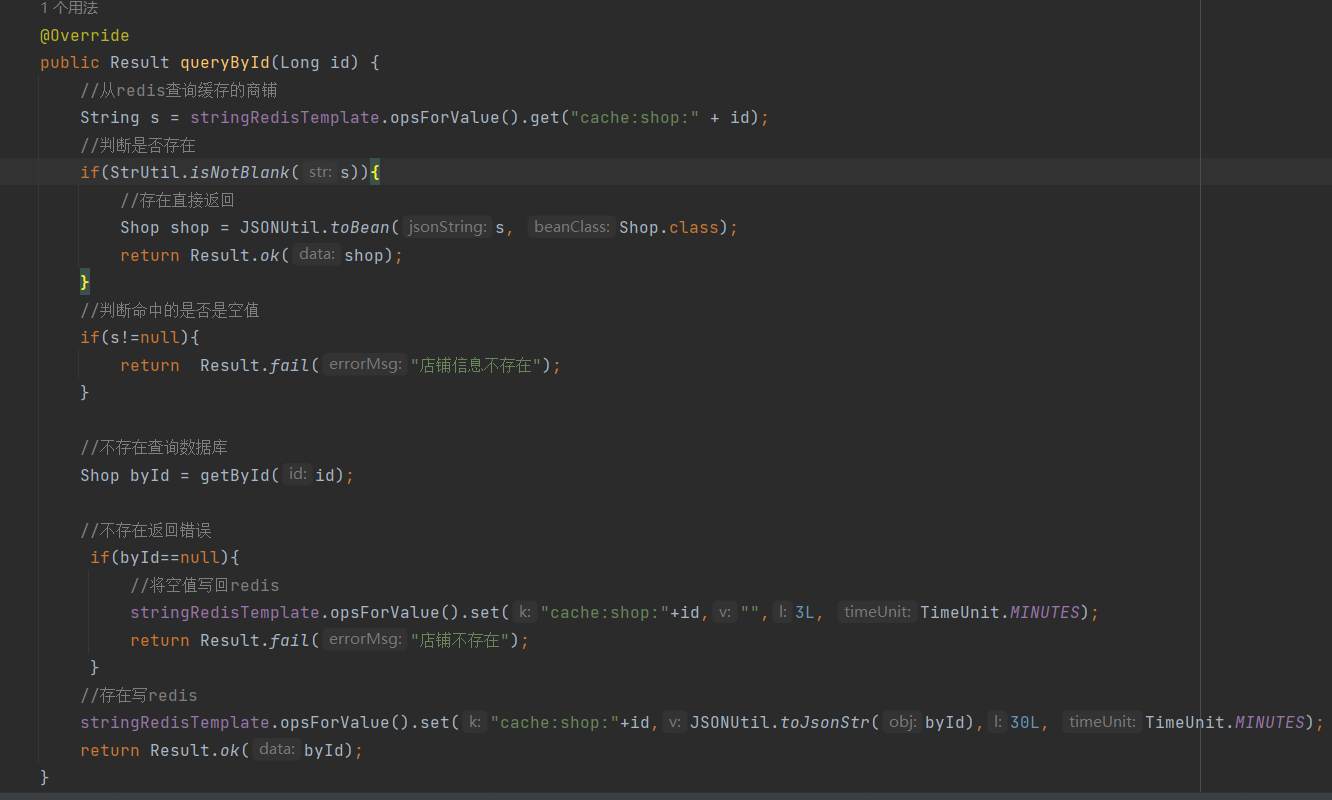 1 个用法
@Override
public Result queryById(Long id) {
//从redis查询缓存的商铺
String s = stringRedisTemplate.opsForValue().get("cache:shop:" + id);
//判断是否存在
if(StrUtil.isNotBlank( str: s)){
//存在直接返回
Shop shop = JSONUtil.toBean( jsonString: s, beanClass: Shop.class);
return Result.ok( data: shop);
}
//判断命中的是否是空值
if(s!=null){
return  Result.fail( errorMsg: "店铺信息不存在");
}
//不存在查询数据库
Shop byId = getById( id: id);
//不存在返回错误
if(byId==null){
//将空值写回redis
stringRedisTemplate.opsForValue().set( k: "cache:shop:"+id, v: "", l: 3L, timeUnit: TimeUnit.MINUTES);
return Result.fail( errorMsg: "店铺不存在");
}
//存在写redis
stringRedisTemplate.opsForValue().set( k: "cache:shop:"+id, v: JSONUtil.toJsonStr( obj: byId), l: 30L, timeUnit: TimeUnit.MINUTES);
return Result.ok( data: byId);
}